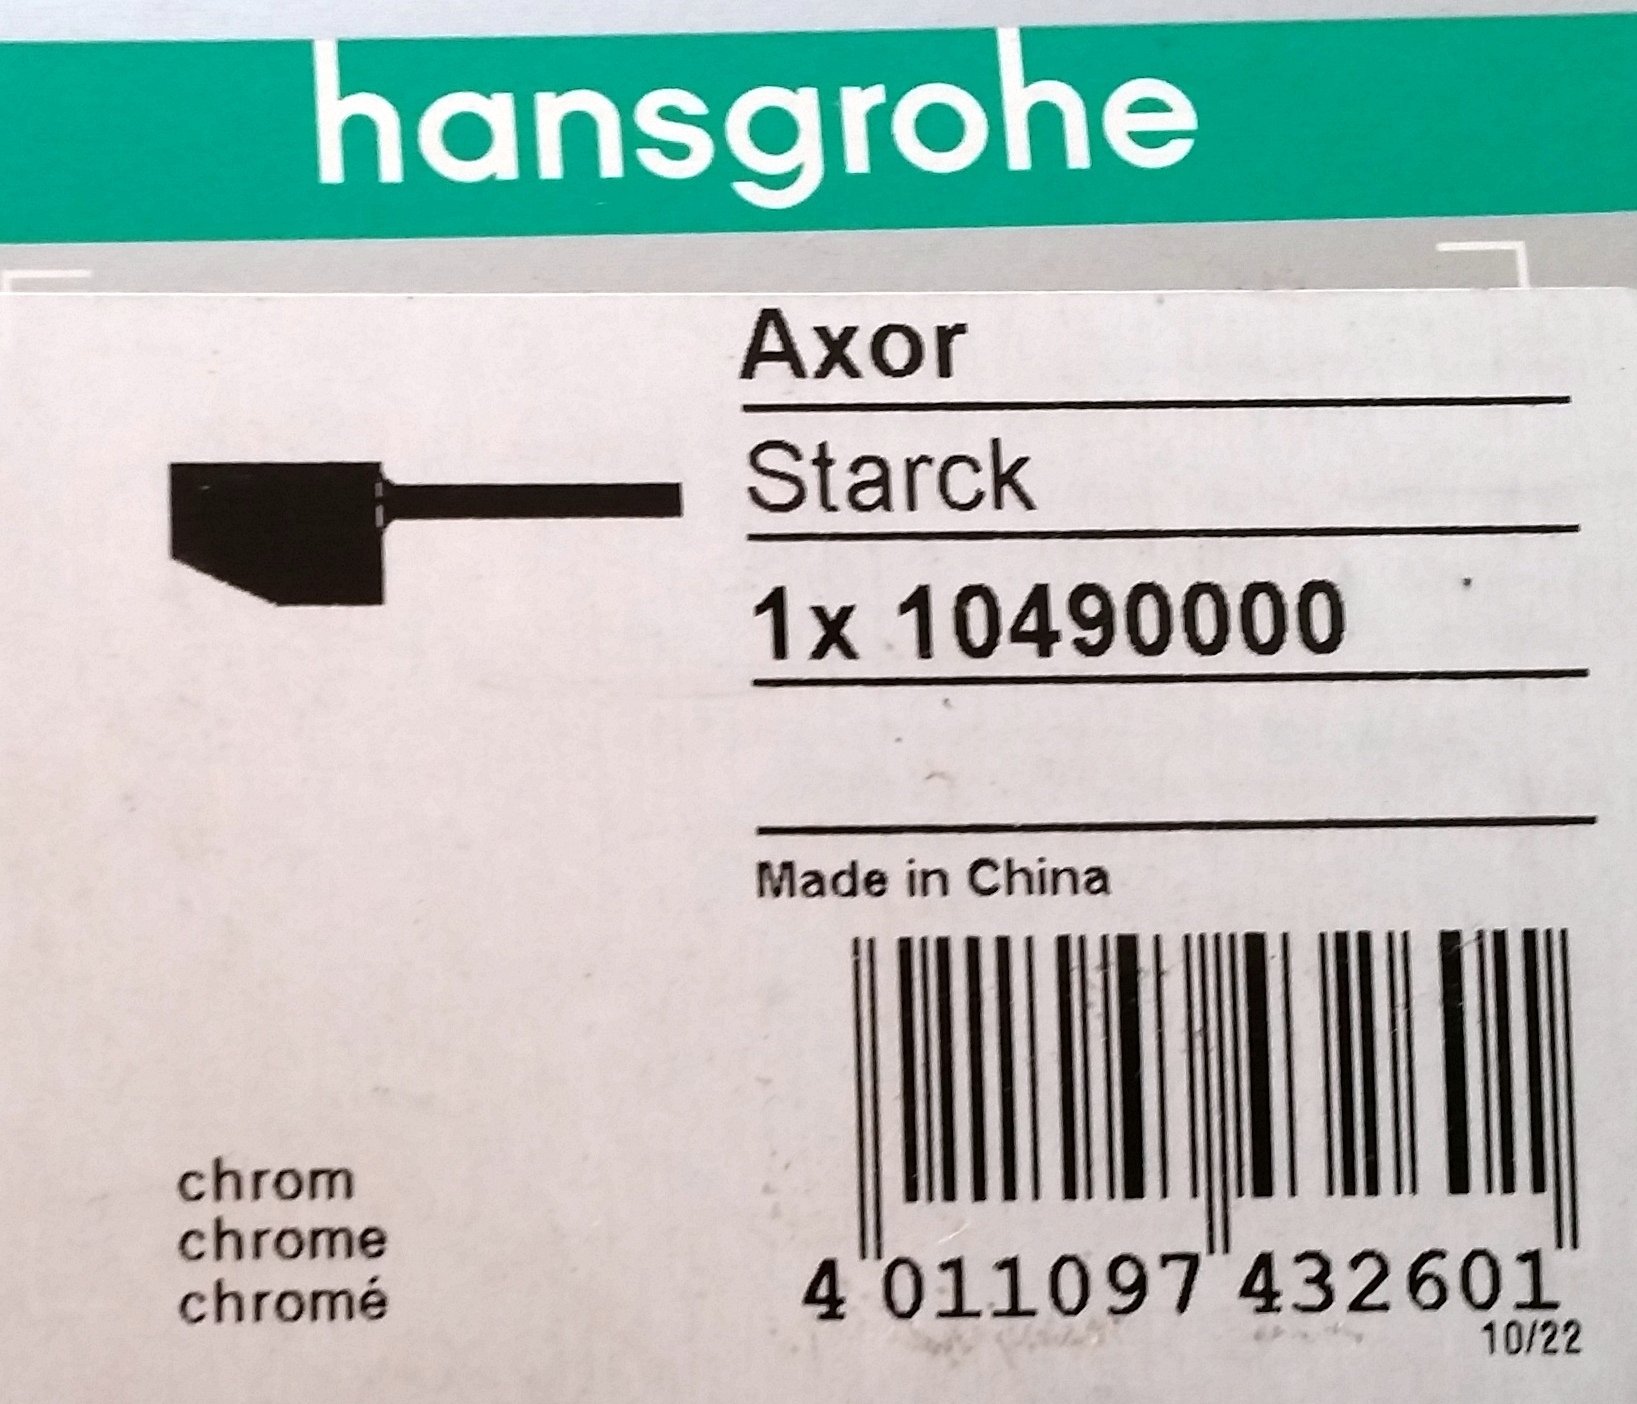 hansgrohe
Axor
Starck
1x 10490000
Made in China
chrom
chrome
chromé
4 011097 432601
10/22